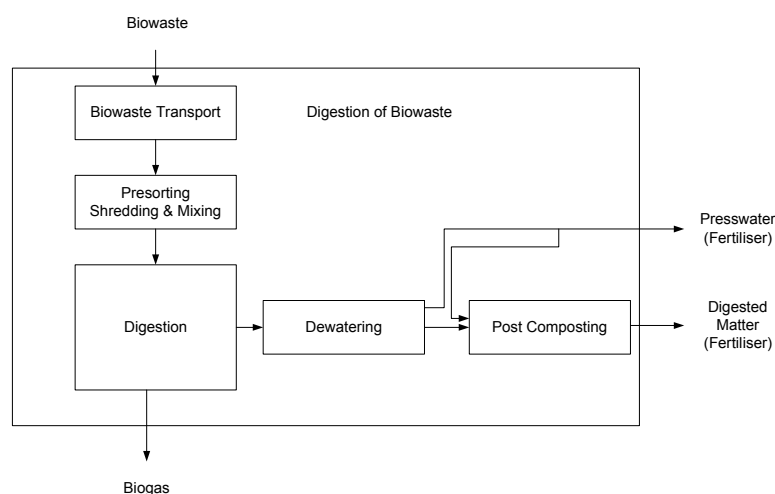 Biowaste
Biowaste Transport
Digestion of Biowaste
Presorting
Shredding & Mixing
Presswater
(Fertiliser)
Digestion
Dewatering
Post Composting
Digested
Matter
(Fertiliser)
Biogas